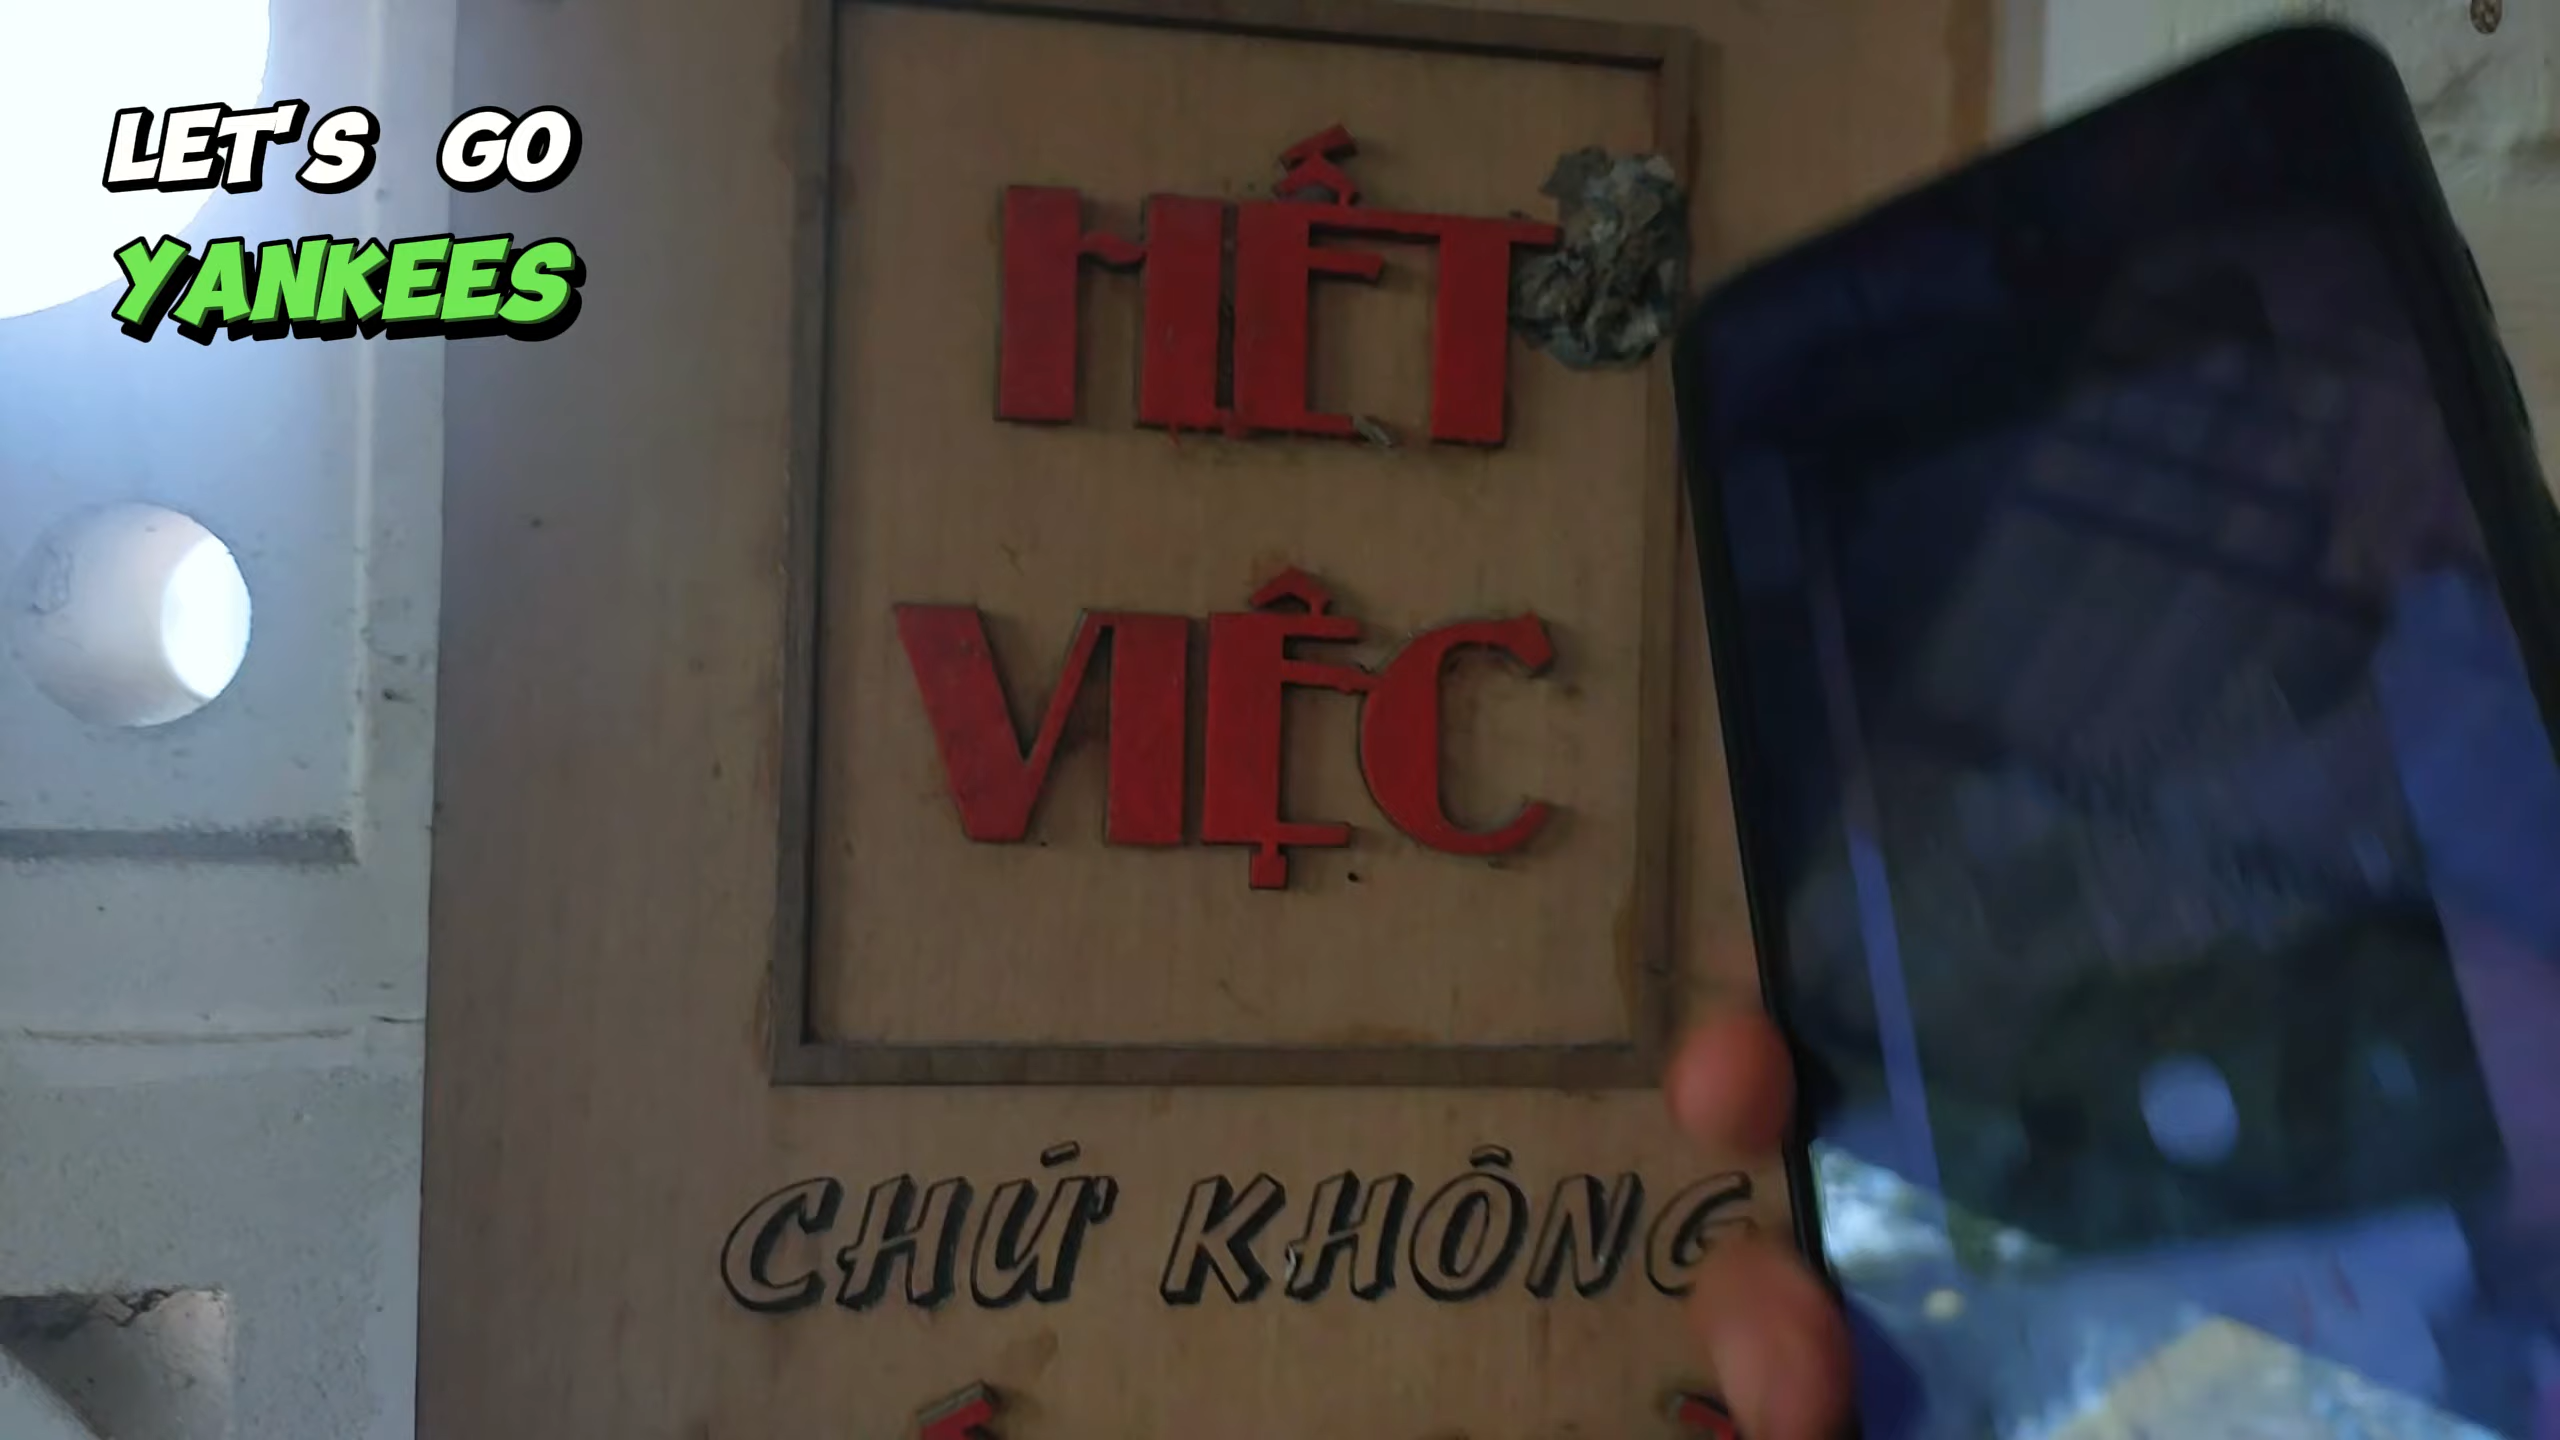 LET'S GO
YANKEES
HẾT
VIỆC
CHỨ KHÔNG